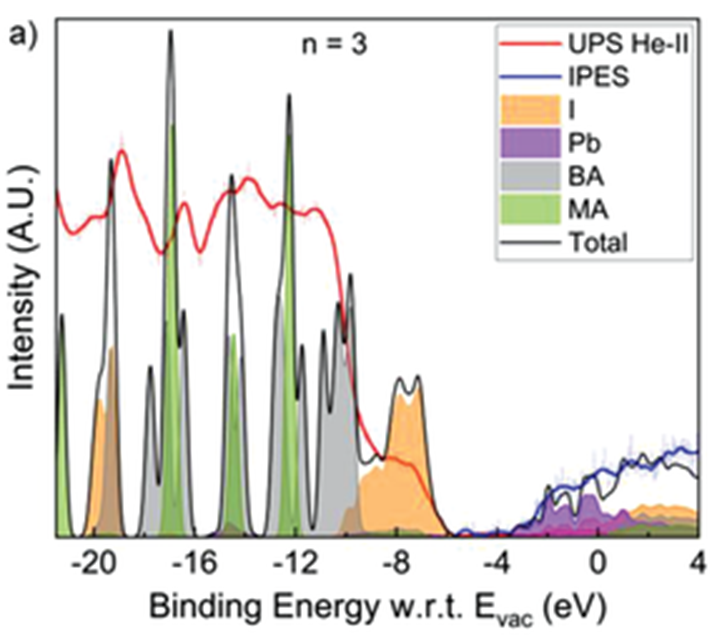 a)
n = 3
UPS He-II
IPES
I
Pb
BA
MA
Total
Intensity (A.U.)
-20 -16 -12 -8 -4 0 4
Binding Energy w.r.t. Evac (eV)